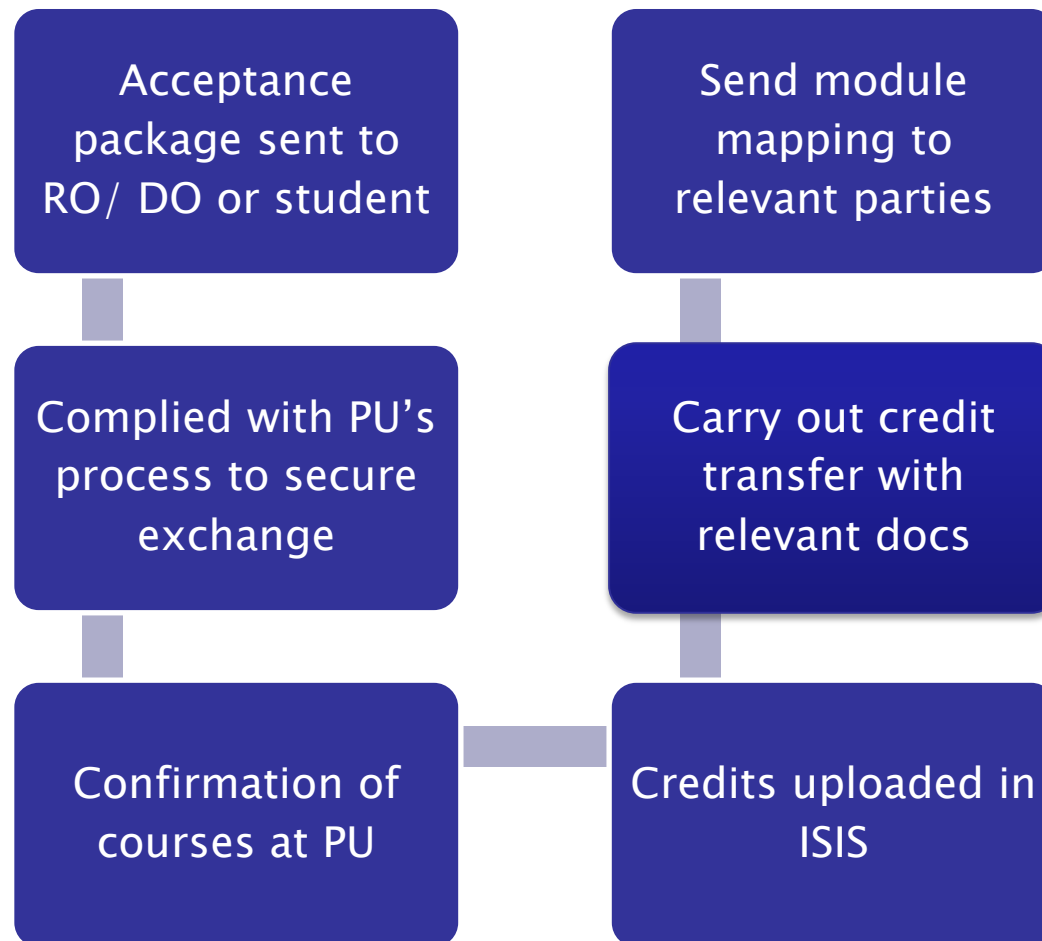 Acceptance
package sent to
RO/ DO or student
Complied with PU’s
process to secure
exchange
Confirmation of
courses at PU
Send module
mapping to
relevant parties
Carry out credit
transfer with
relevant docs
Credits uploaded in
ISIS